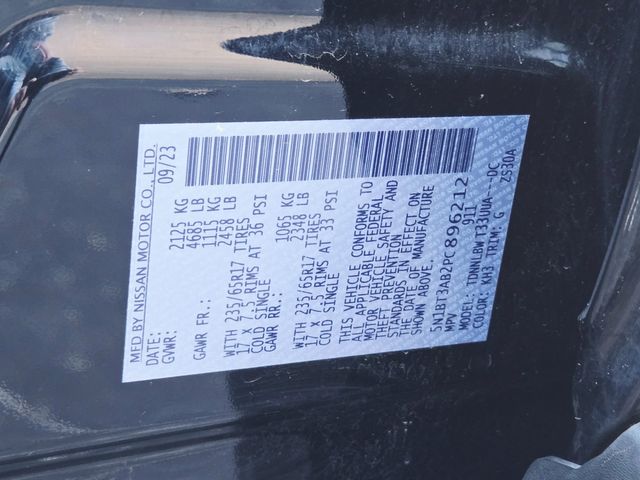 MFD BY NISSAN MOTOR CO., LTD.
DATE: 09/23
GVWR: 2125 KG
4685 LB
GAWR FR.: 1115 KG
2458 LB
WITH 235/65R17 TIRES
17 x 7.5 RIMS AT 36 PSI
COLD SINGLE
GAWR RR.: 1065 KG
2348 LB
WITH 235/65R17 TIRES
17 x 7.5 RIMS AT 33 PSI
COLD SINGLE
THIS VEHICLE CONFORMS TO
ALL APPLICABLE FEDERAL
MOTOR VEHICLE SAFETY AND
THEFT PREVENTION
STANDARDS IN EFFECT ON
THE DATE OF MANUFACTURE
SHOWN ABOVE.
5N1BT3AB2PC896212
MPV 911
MODEL: TDNNLBWT33UUA----DC
COLOR: KH3 TRIM: G ZS30A